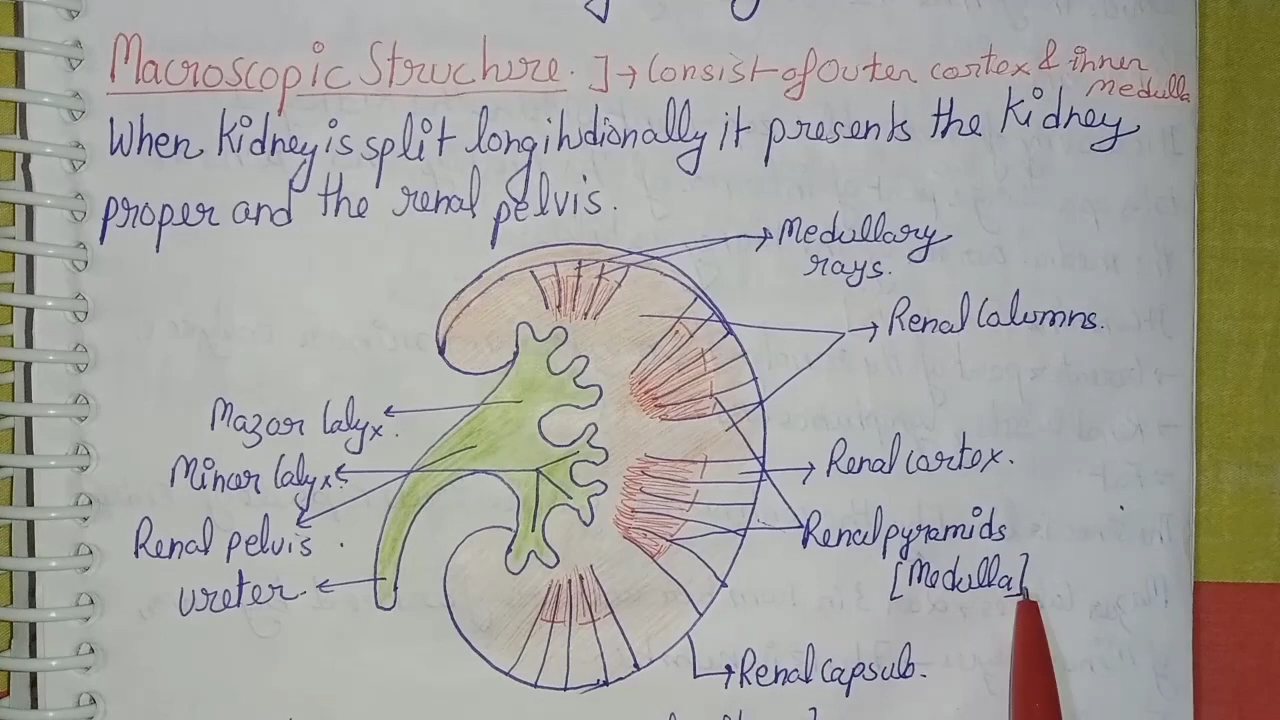 Macroscopic Structure. ] → Consist of Outer cortex & inner
medulla
When Kidney is split longitudionally it presents the Kidney
proper and the renal pelvis.
Medullary
rays.
Renal Calumns.
Mazor Calyx.
Minor Calyx.
Renal cortex.
Renal pelvis
Renal pyramids
[Medulla]
Ureter.
Renal capsub.